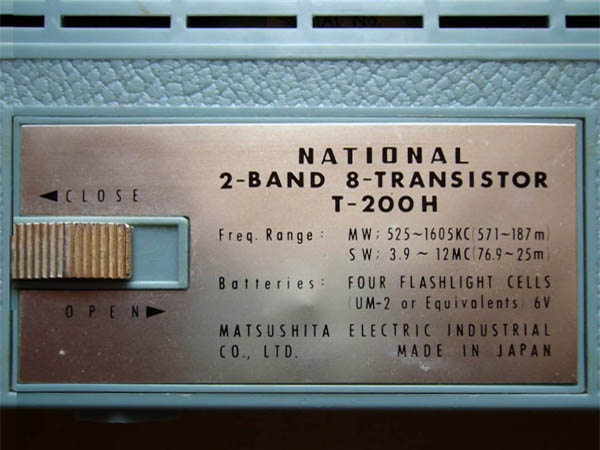 AL No.
NATIONAL
2-BAND 8-TRANSISTOR
T-200H
◀CLOSE
Freq. Range: MW; 525~1605KC(571~187m)
SW; 3.9~12MC(76.9~25m)
Batteries: FOUR FLASHLIGHT CELLS
(UM-2 or Equivalents) 6V
OPEN▶
MATSUSHITA ELECTRIC INDUSTRIAL
CO., LTD. MADE IN JAPAN